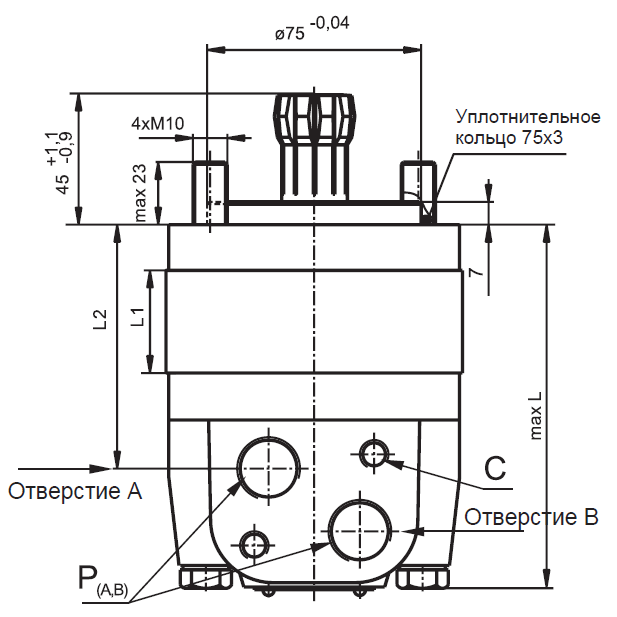 ø75 -0,04
4xM10
Уплотнительное
кольцо 75x3
45 +1,1 -0,9
max 23
7
L2
L1
max L
C
Отверстие A
Отверстие B
P(A,B)